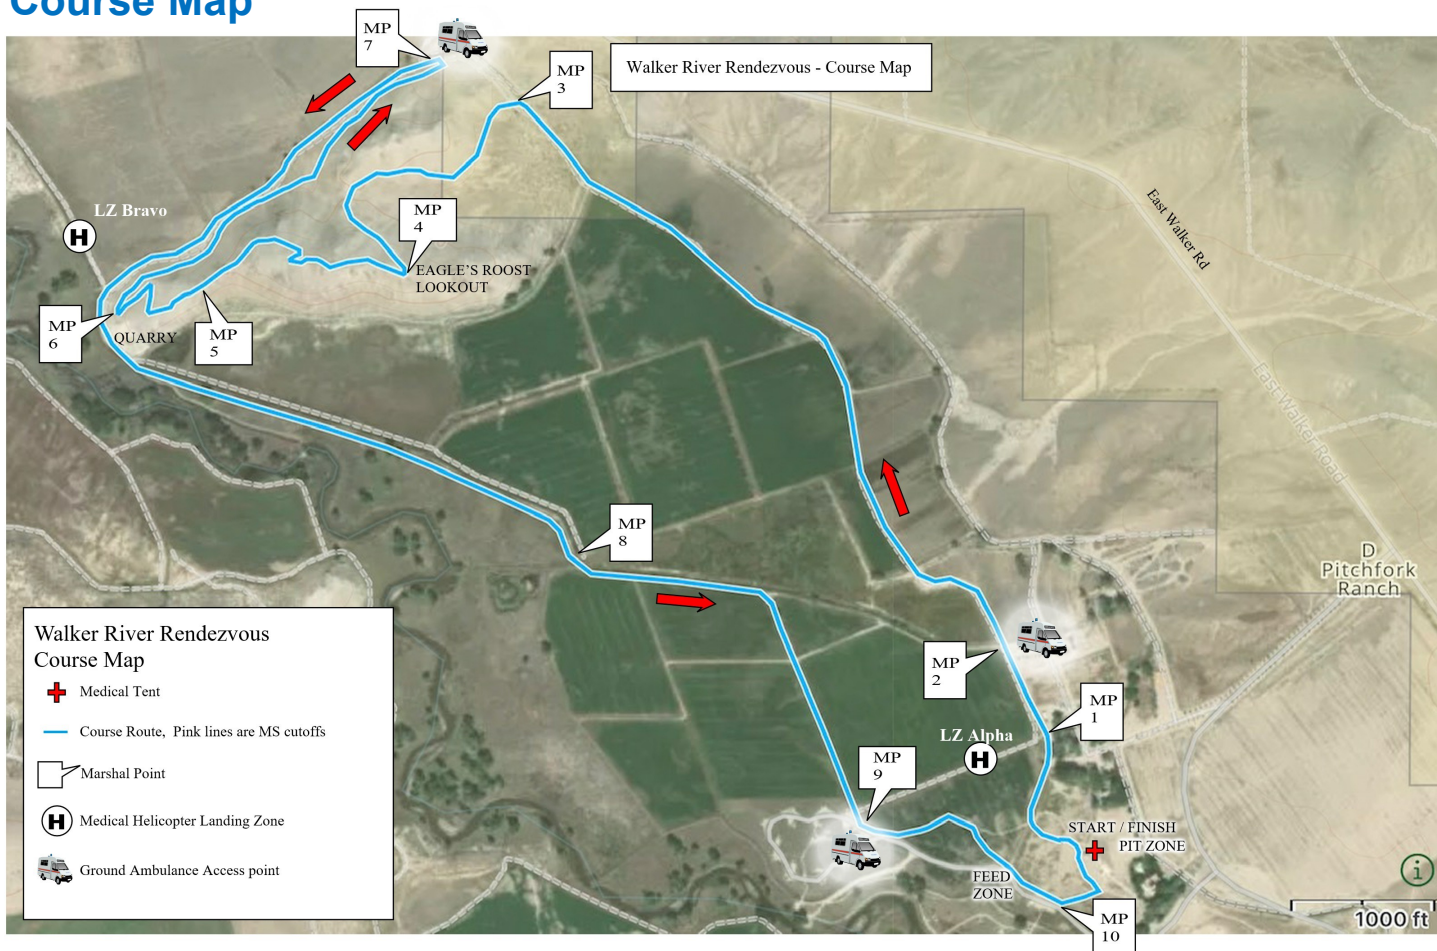 Course Map
MP
7
MP
3
Walker River Rendezvous - Course Map
East Walker Rd
LZ Bravo
MP
4
EAGLE'S ROOST
LOOKOUT
MP
6
QUARRY
MP
5
East Walker Road
MP
8
D
Pitchfork
Ranch
MP
2
MP
1
LZ Alpha
MP
9
START / FINISH
PIT ZONE
FEED
ZONE
MP
10
Walker River Rendezvous
Course Map
Medical Tent
Course Route,  Pink lines are MS cutoffs
Marshal Point
H Medical Helicopter Landing Zone
Ground Ambulance Access point
H
H
i
1000 ft